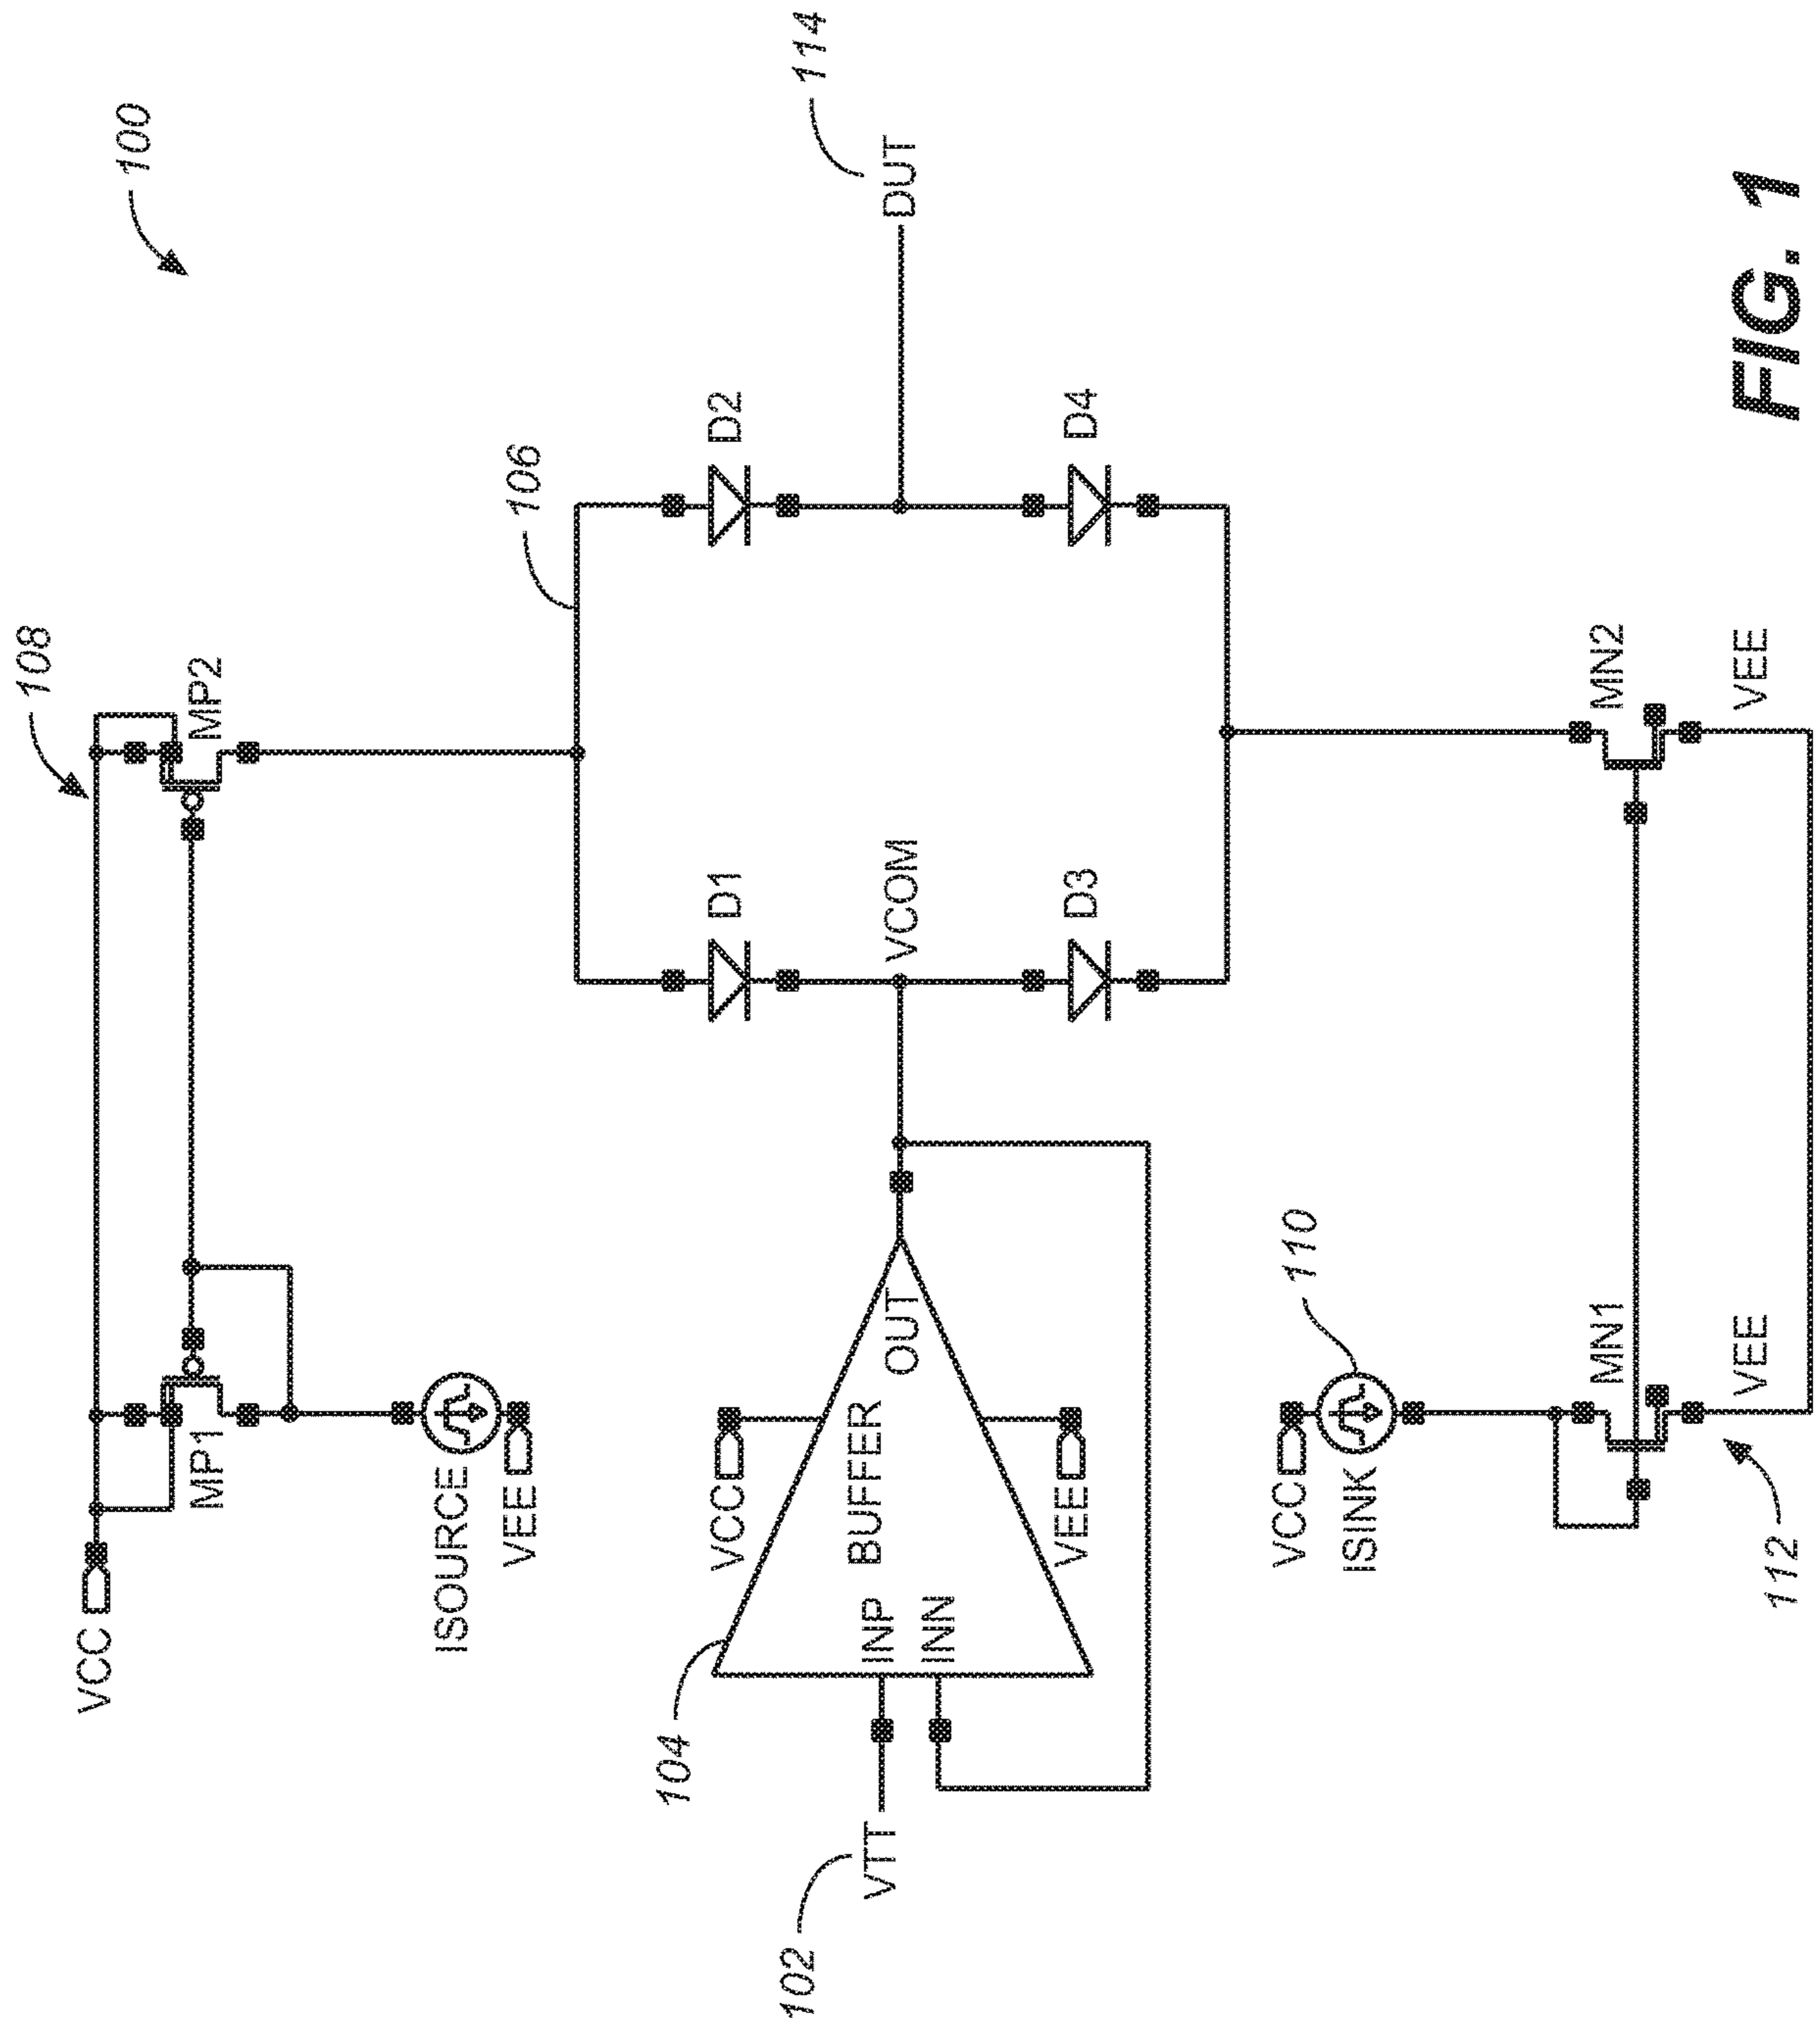 100
108
VCC
MP1
MP2
ISOURCE
VEE
106
D1
D2
104
VCC
102
VTT
INP
INN
BUFFER
OUT
VCOM
DUT
114
VEE
D3
D4
VCC
ISINK
110
MN1
MN2
112
VEE
VEE
FIG. 1